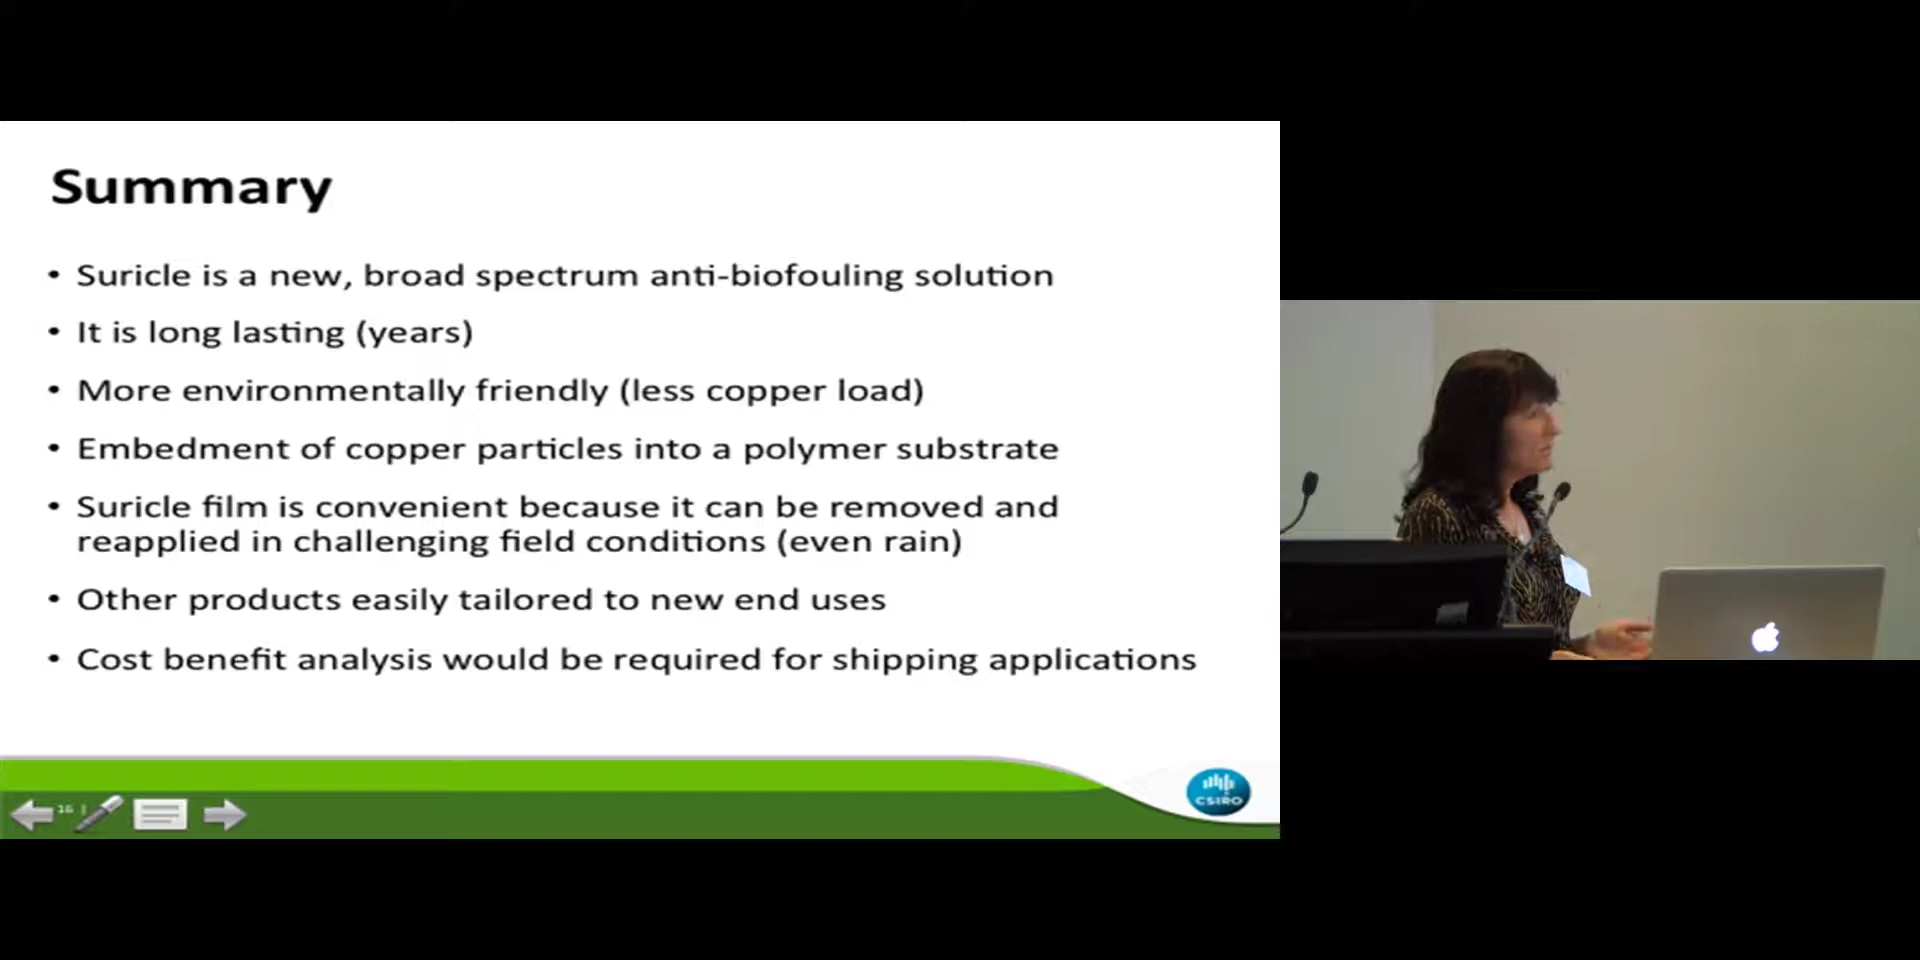 Summary
• Suricle is a new, broad spectrum anti-biofouling solution
• It is long lasting (years)
• More environmentally friendly (less copper load)
• Embedment of copper particles into a polymer substrate
• Suricle film is convenient because it can be removed and
reapplied in challenging field conditions (even rain)
• Other products easily tailored to new end uses
• Cost benefit analysis would be required for shipping applications
16 |
CSIRO